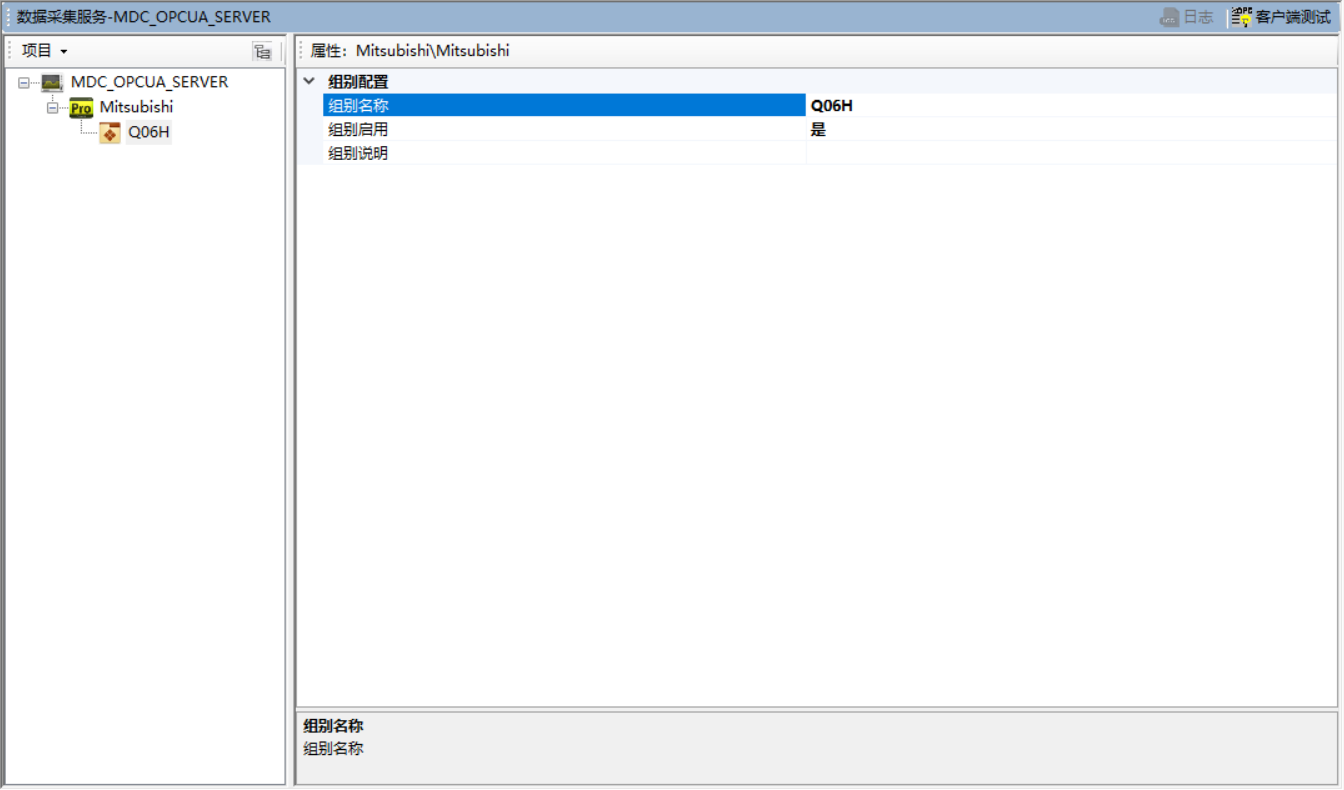 数据采集服务-MDC_OPCUA_SERVER
日志
OPC
客户端测试
项目
属性：Mitsubishi\Mitsubishi
MDC_OPCUA_SERVER
Pro Mitsubishi
Q06H
组别配置
组别名称 Q06H
组别启用 是
组别说明
组别名称
组别名称